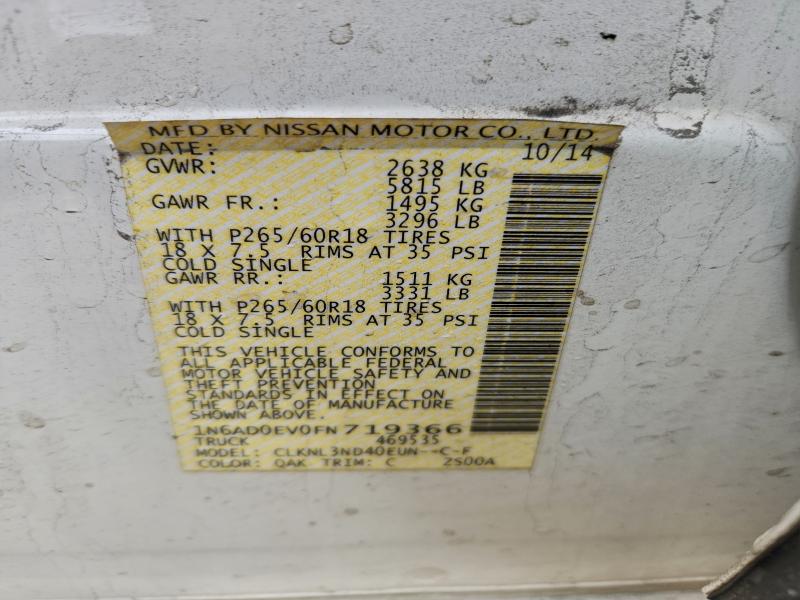 MFD BY NISSAN MOTOR CO., LTD.
DATE: 10/14
GVWR: 2638 KG
5815 LB
GAWR FR.: 1495 KG
3296 LB
WITH P265/60R18 TIRES
18 X 7.5 RIMS AT 35 PSI
COLD SINGLE
GAWR RR.: 1511 KG
3331 LB
WITH P265/60R18 TIRES
18 X 7.5 RIMS AT 35 PSI
COLD SINGLE
THIS VEHICLE CONFORMS TO
ALL APPLICABLE FEDERAL
MOTOR VEHICLE SAFETY AND
THEFT PREVENTION
STANDARDS IN EFFECT ON
THE DATE OF MANUFACTURE
SHOWN ABOVE.
1N6AD0EV0FN719366
TRUCK 469535
MODEL: CLKNL3ND40EUN--C-F
COLOR: QAK TRIM: C 2S00A